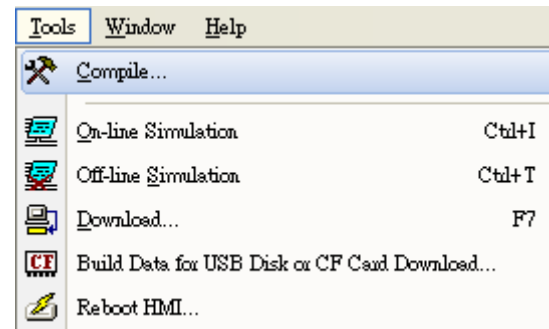 Tools Window Help
Compile...
On-line Simulation Ctrl+I
Off-line Simulation Ctrl+T
Download... F7
CF Build Data for USB Disk or CF Card Download...
Reboot HMI...